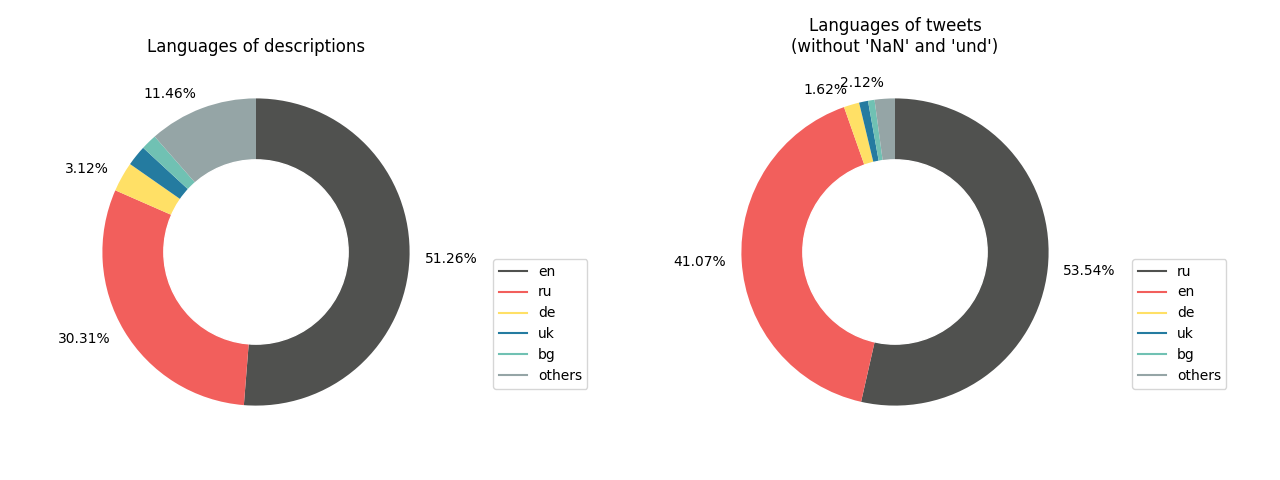 Languages of descriptions
11.46%
3.12%
30.31%
51.26%
en
ru
de
uk
bg
others
Languages of tweets
(without 'NaN' and 'und')
1.62%
2.12%
41.07%
53.54%
ru
en
de
uk
bg
others